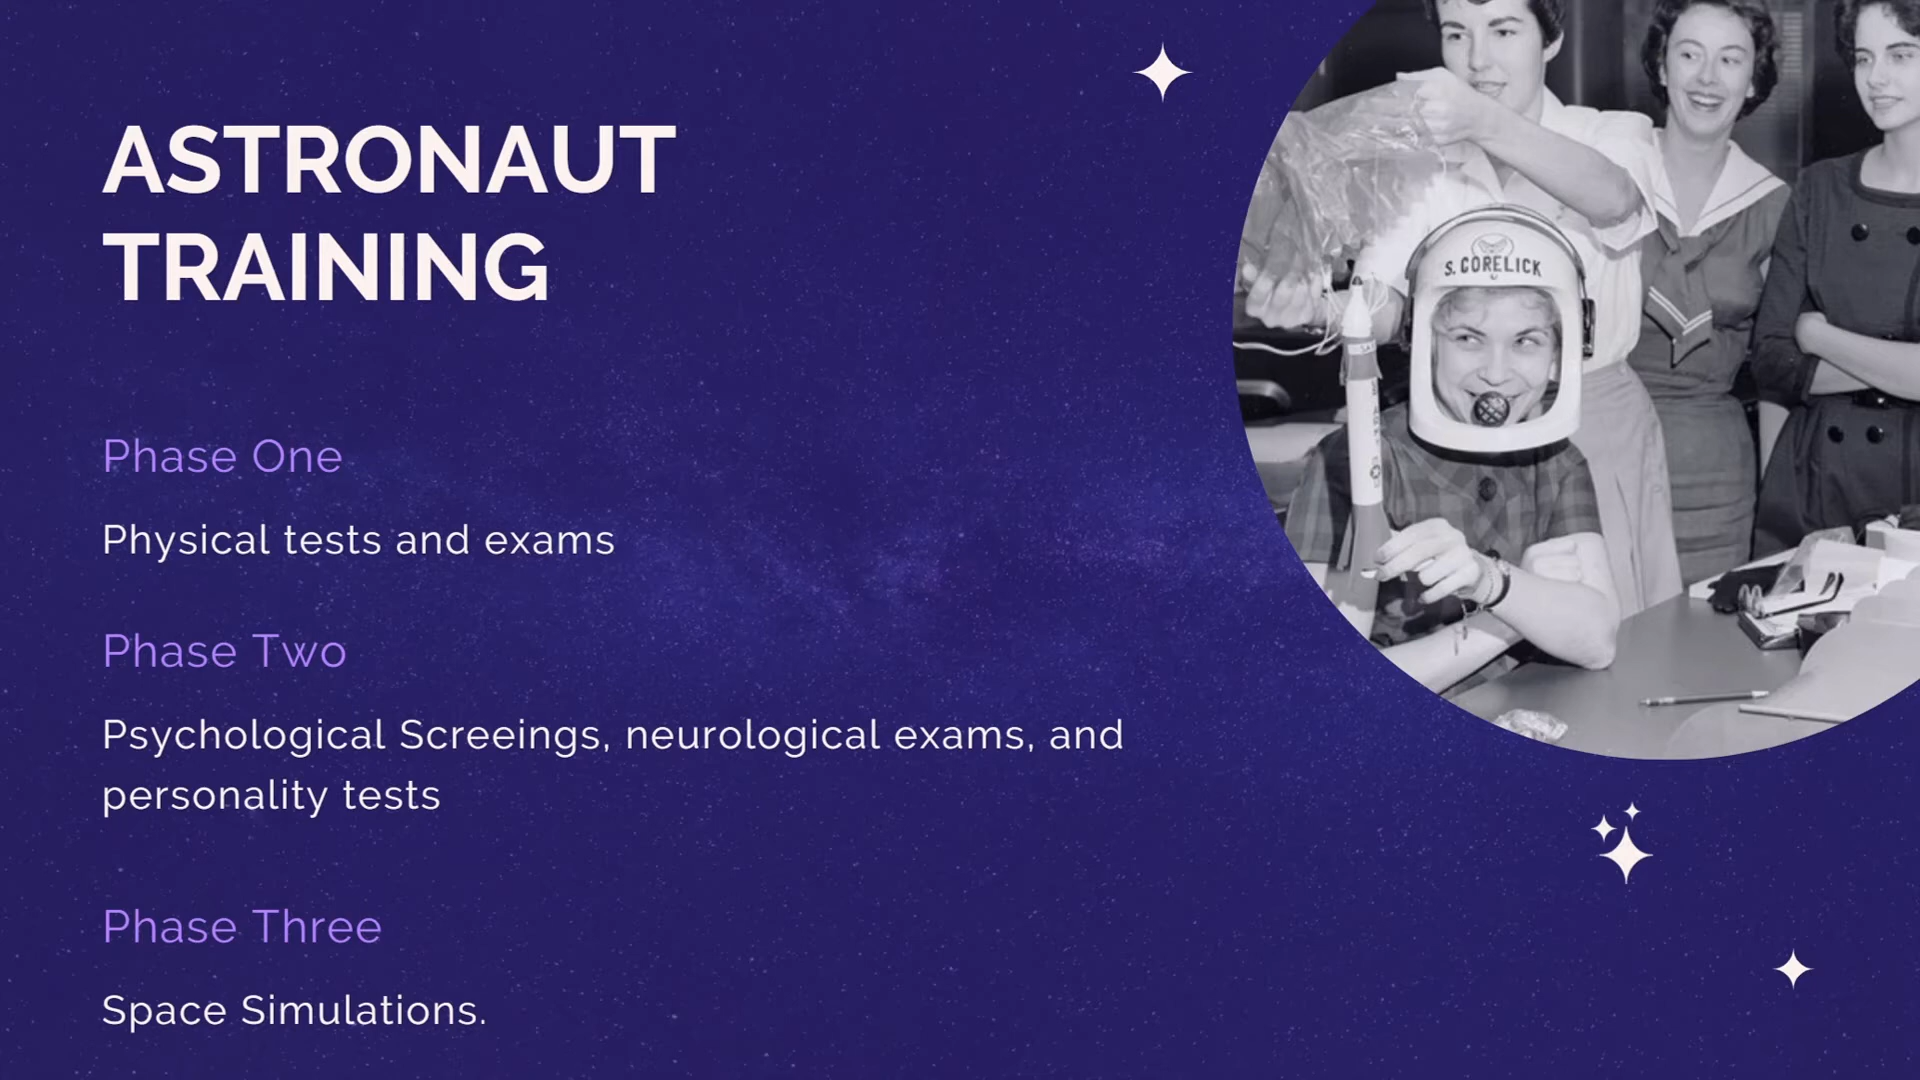 ASTRONAUT
TRAINING
Phase One
Physical tests and exams
Phase Two
Psychological Screeings, neurological exams, and
personality tests
Phase Three
Space Simulations.
S. GORELICK